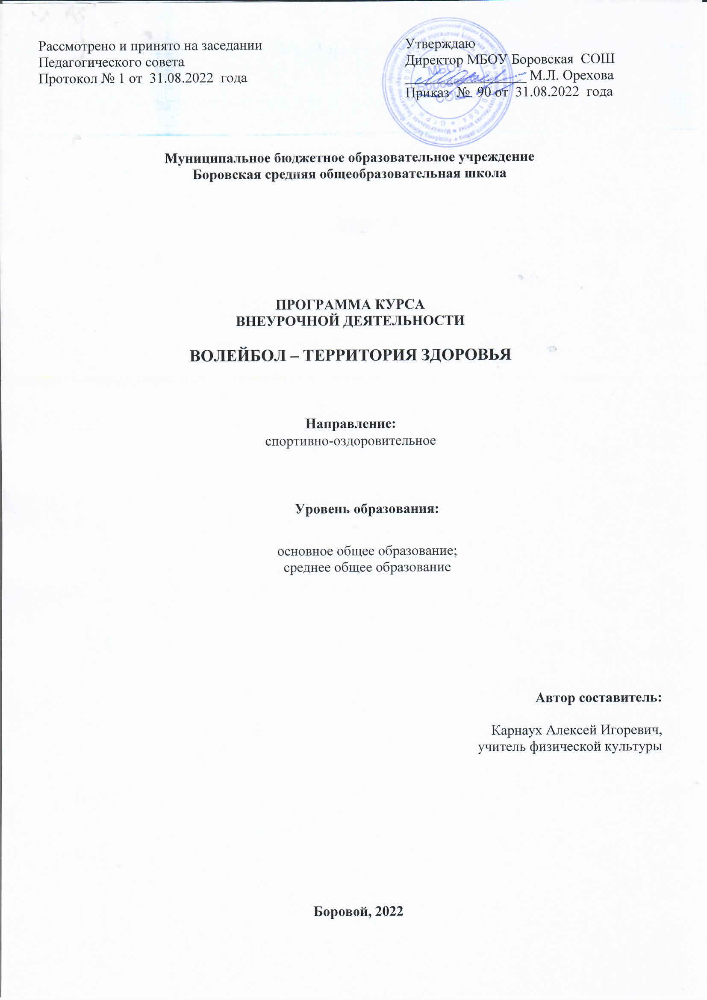 Рассмотрено и принято на заседании
Педагогического совета
Протокол № 1 от 31.08.2022 года
Утверждаю
Директор МБОУ Боровская СОШ
М.Л. Орехова
Приказ № 90 от 31.08.2022 года
МБОУ
Боровская
СОШ
Муниципальное бюджетное образовательное учреждение
Боровская средняя общеобразовательная школа
ПРОГРАММА КУРСА
ВНЕУРОЧНОЙ ДЕЯТЕЛЬНОСТИ
ВОЛЕЙБОЛ – ТЕРРИТОРИЯ ЗДОРОВЬЯ
Направление:
спортивно-оздоровительное
Уровень образования:
основное общее образование;
среднее общее образование
Автор составитель:
Карнаух Алексей Игоревич,
учитель физической культуры
Боровой, 2022